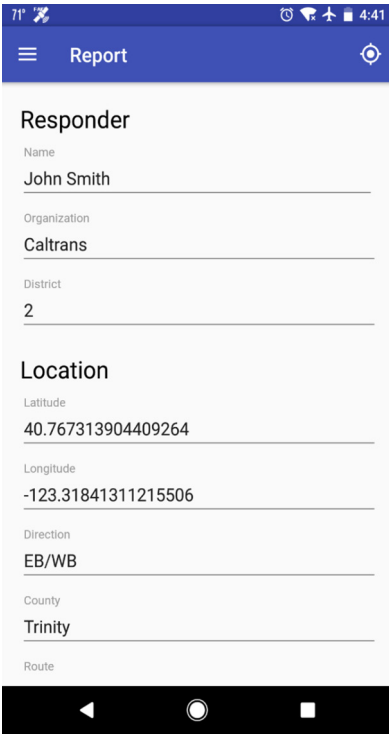 71° 4:41
Report
Responder
Name
John Smith
Organization
Caltrans
District
2
Location
Latitude
40.767313904409264
Longitude
-123.31841311215506
Direction
EB/WB
County
Trinity
Route